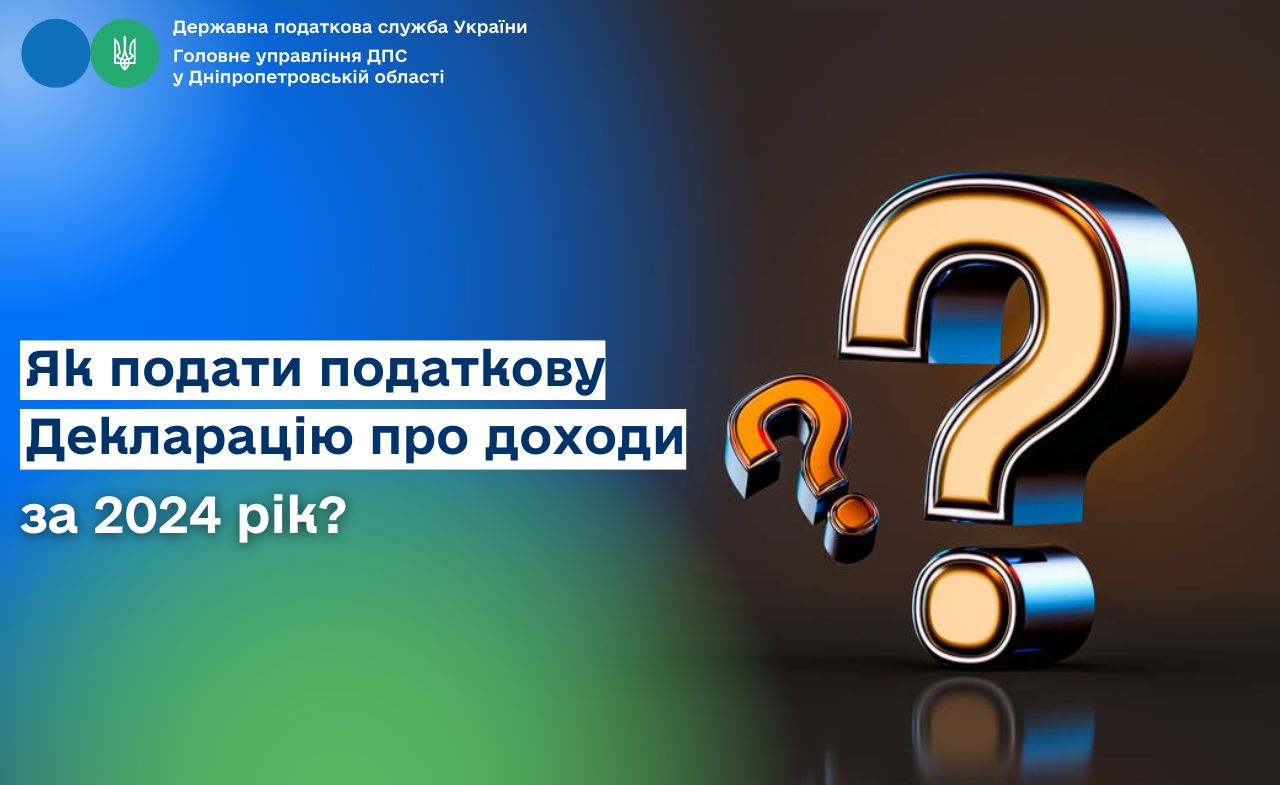 Державна податкова служба України
Головне управління ДПС
у Дніпропетровській області
Як подати податкову
Декларацію про доходи
за 2024 рік?